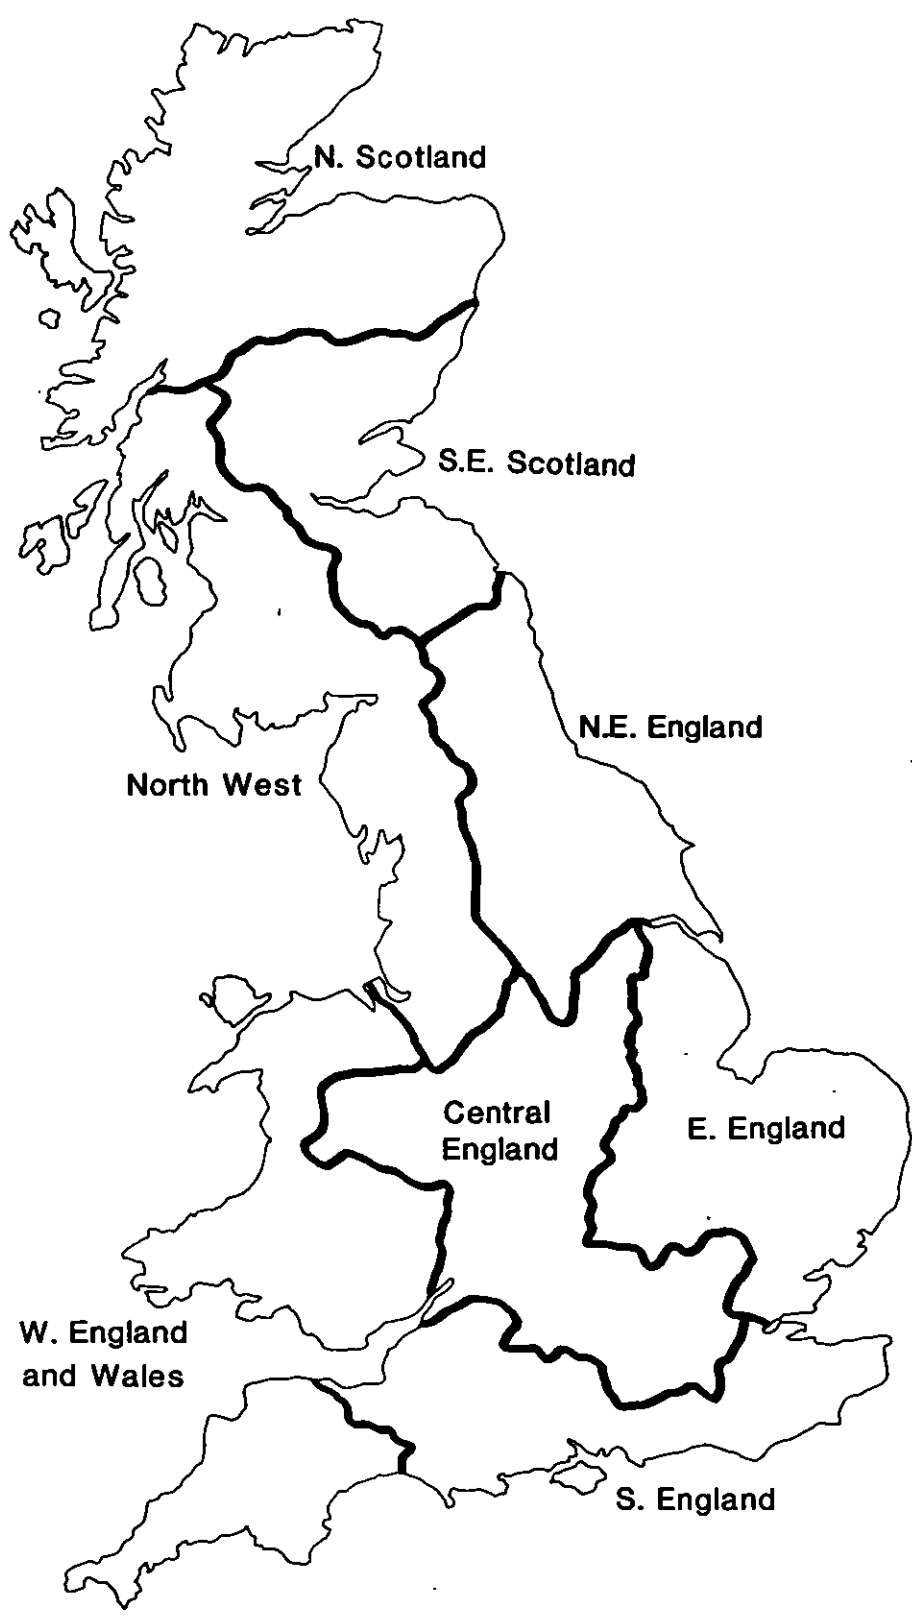 N. Scotland
S.E. Scotland
N.E. England
North West
Central
England
E. England
W. England
and Wales
S. England